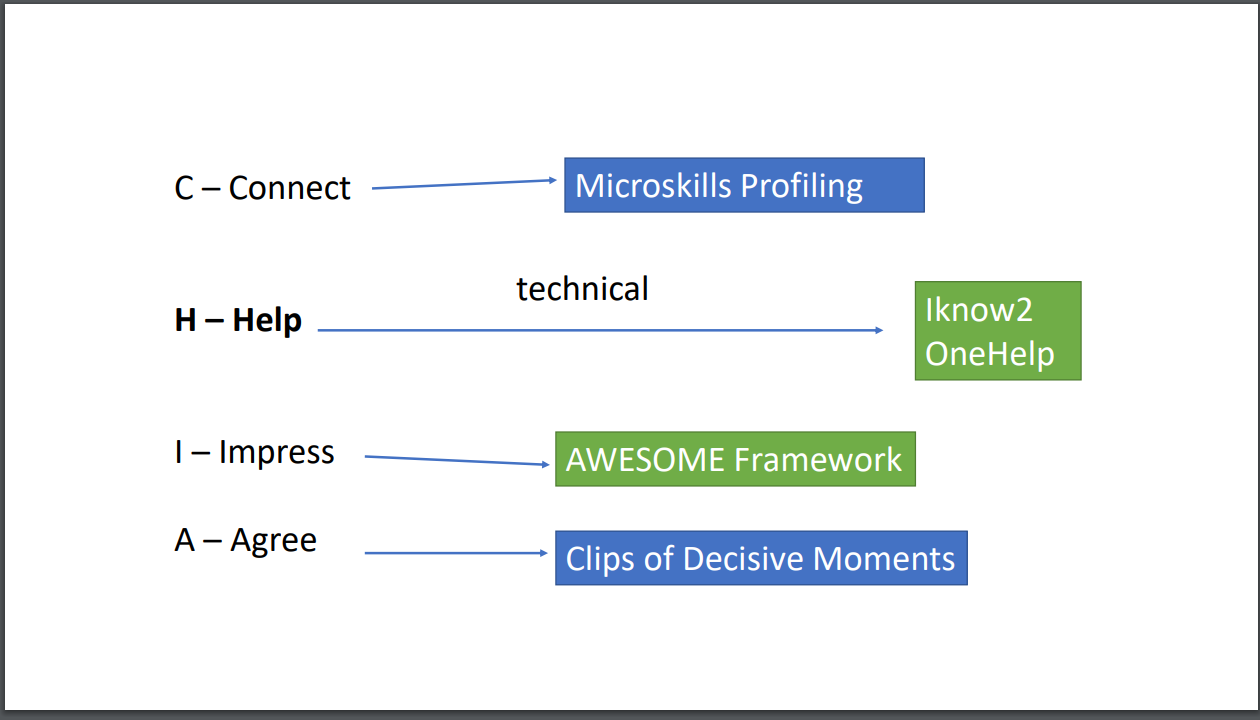 C – Connect
Microskills Profiling
technical
H – Help
Iknow2
OneHelp
I – Impress
AWESOME Framework
A – Agree
Clips of Decisive Moments